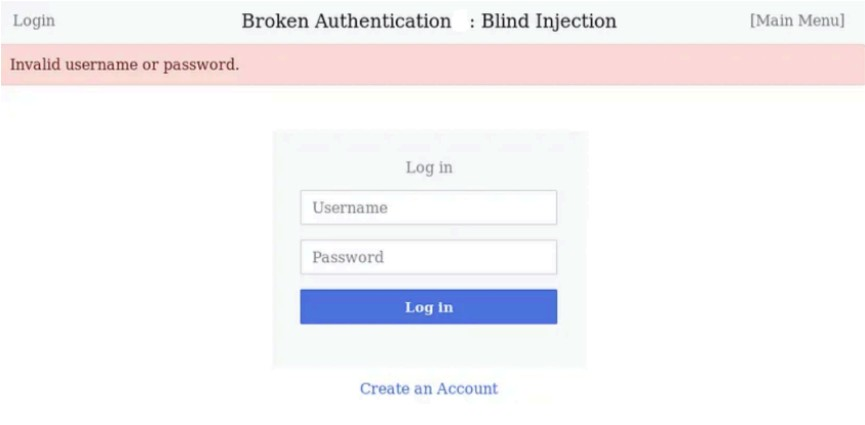 Login Broken Authentication : Blind Injection [Main Menu]
Invalid username or password.
Log in
Username
Password
Log in
Create an Account